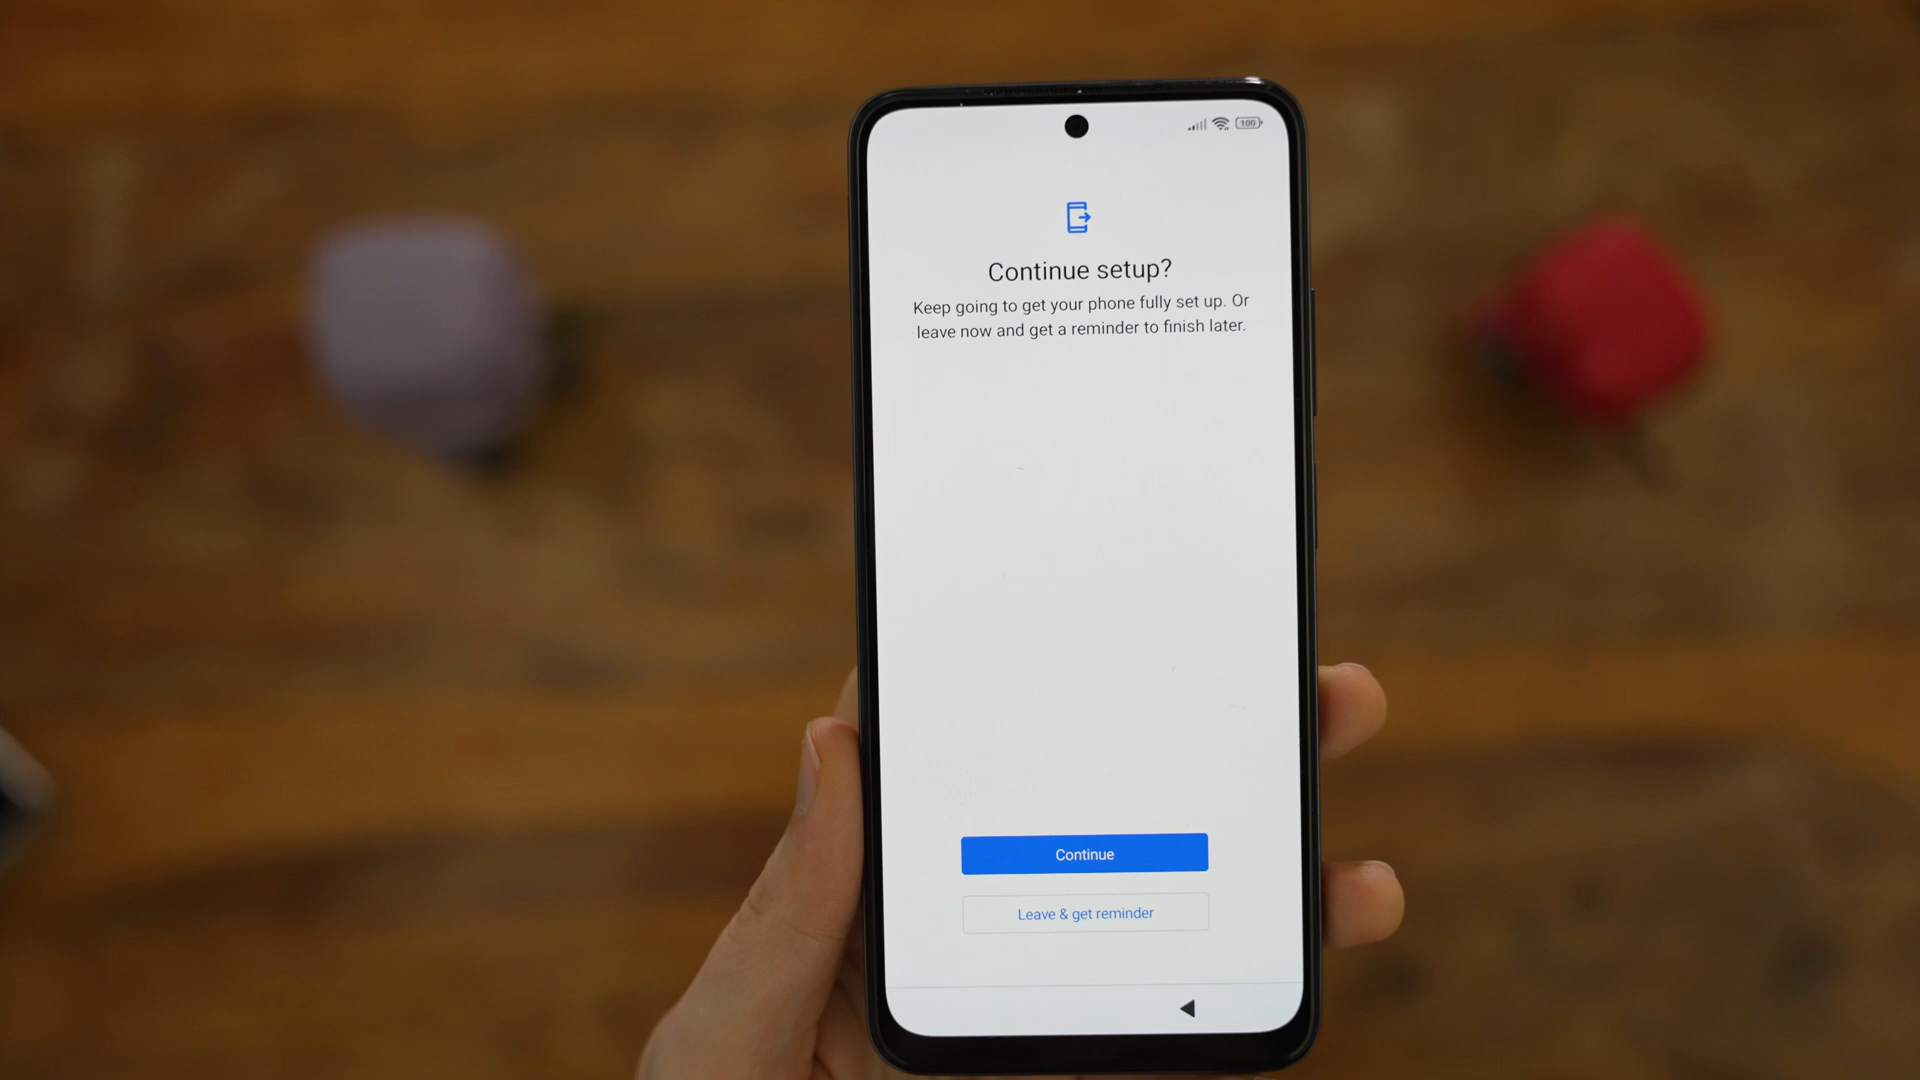 100
Continue setup?
Keep going to get your phone fully set up. Or
leave now and get a reminder to finish later.
Continue
Leave & get reminder